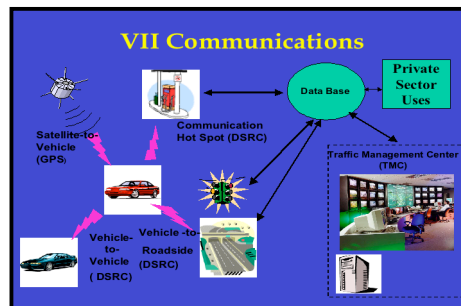 VII Communications
Private
Sector
Uses
Data Base
Satellite-to-
Vehicle
(GPS)
Communication
Hot Spot (DSRC)
Traffic Management Center
(TMC)
Vehicle-
to-
Vehicle
( DSRC)
Vehicle -to-
Roadside
(DSRC)